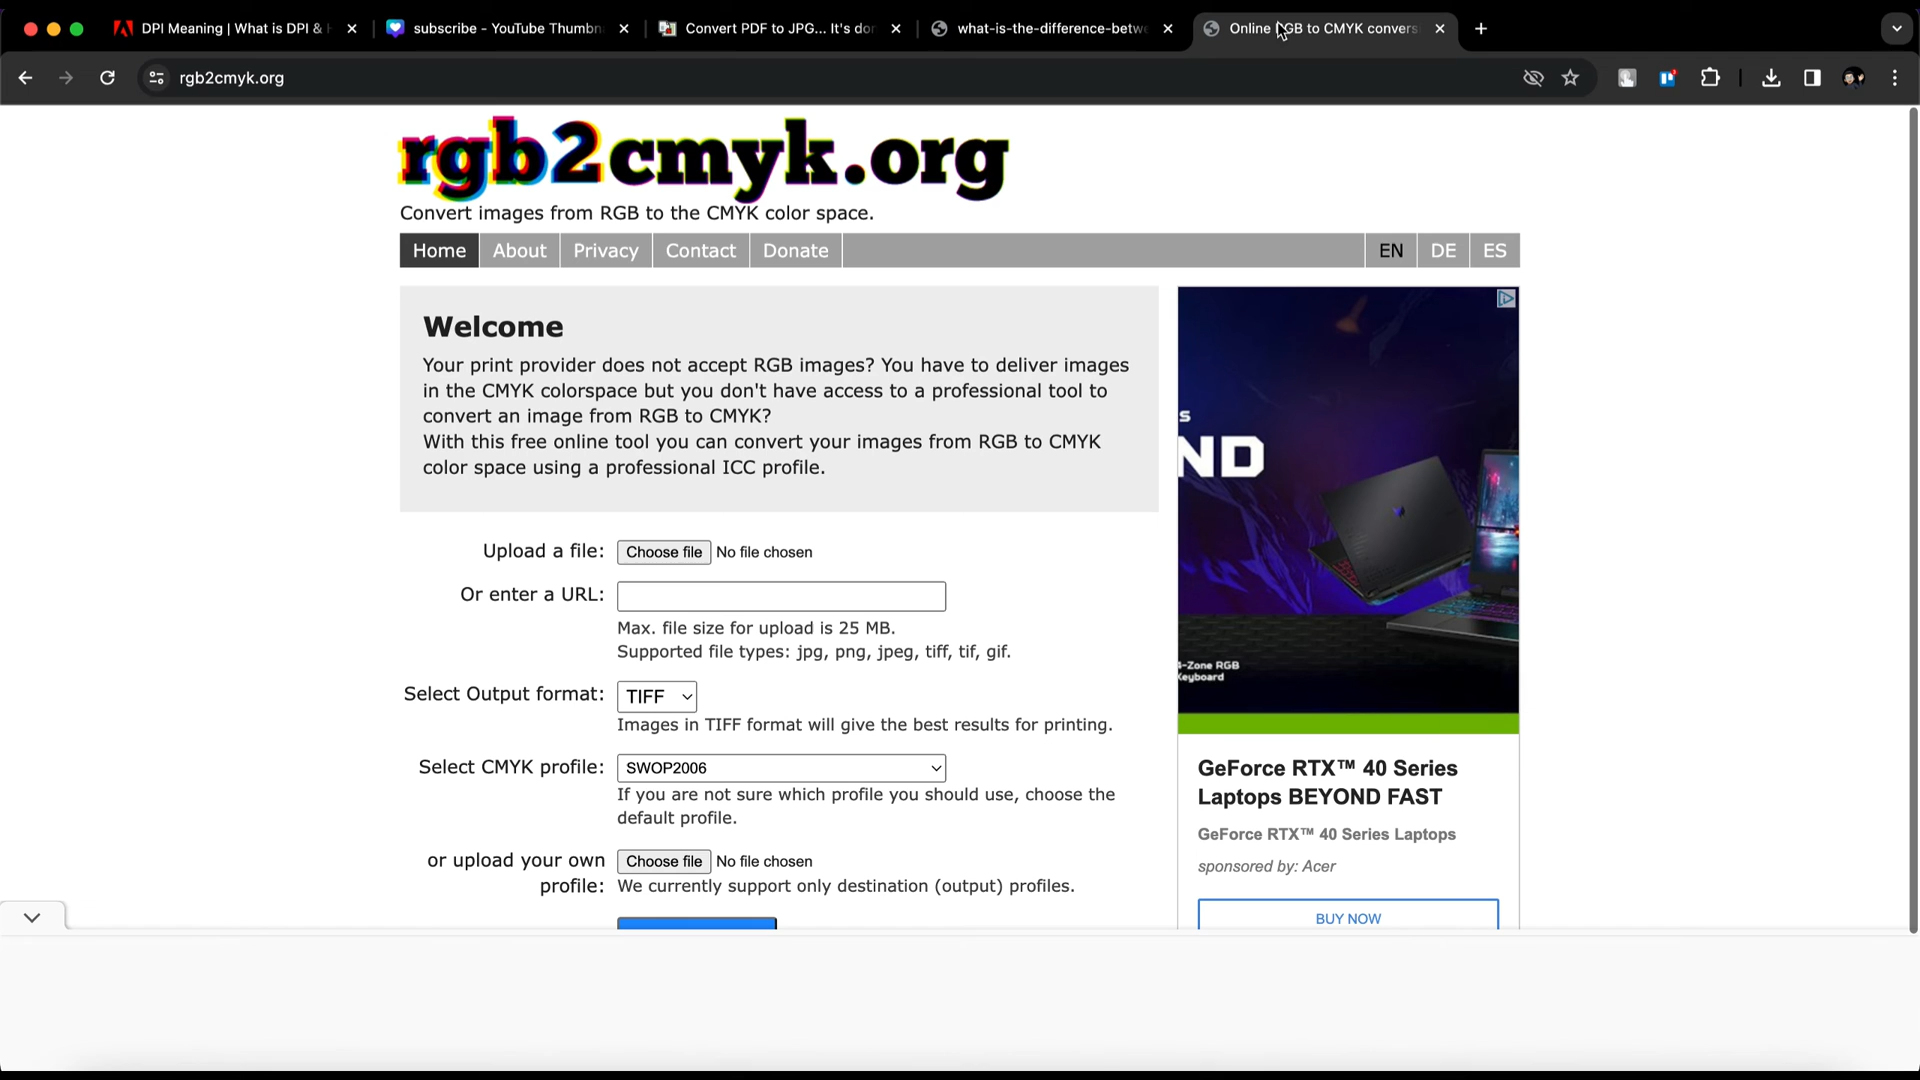 DPI Meaning | What is DPI &
subscribe - YouTube Thumbn
Convert PDF to JPG... It's don
what-is-the-difference-betwe
Online RGB to CMYK convers
rgb2cmyk.org
rgb2cmyk.org
Convert images from RGB to the CMYK color space.
Home About Privacy Contact Donate EN DE ES
Welcome
Your print provider does not accept RGB images? You have to deliver images
in the CMYK colorspace but you don't have access to a professional tool to
convert an image from RGB to CMYK?
With this free online tool you can convert your images from RGB to CMYK
color space using a professional ICC profile.
Upload a file: Choose file No file chosen
Or enter a URL:
Max. file size for upload is 25 MB.
Supported file types: jpg, png, jpeg, tiff, tif, gif.
Select Output format: TIFF
Images in TIFF format will give the best results for printing.
Select CMYK profile: SWOP2006
If you are not sure which profile you should use, choose the
default profile.
or upload your own Choose file No file chosen
profile: We currently support only destination (output) profiles.
S
ND
4-Zone RGB
Keyboard
GeForce RTX™ 40 Series
Laptops BEYOND FAST
GeForce RTX™ 40 Series Laptops
sponsored by: Acer
BUY NOW